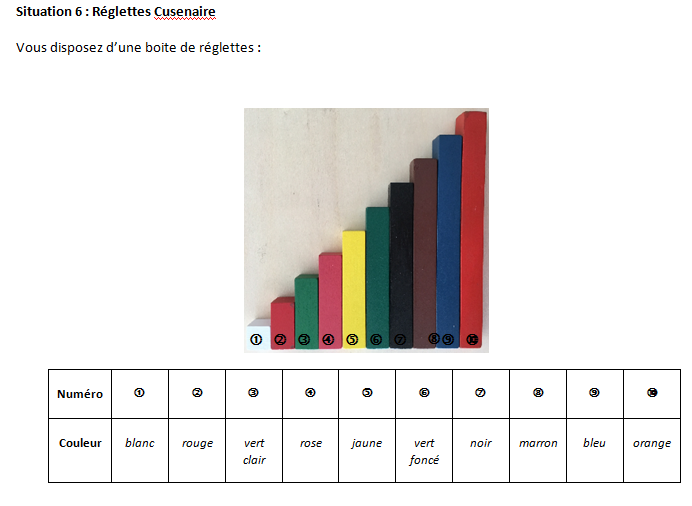 Situation 6 : Réglettes Cusenaire
Vous disposez d’une boite de réglettes :
① ② ③ ④ ⑤ ⑥ ⑦ ⑧ ⑨ ⑩
Numéro ① ② ③ ④ ⑤ ⑥ ⑦ ⑧ ⑨ ⑩
Couleur blanc rouge vert clair rose jaune vert foncé noir marron bleu orange